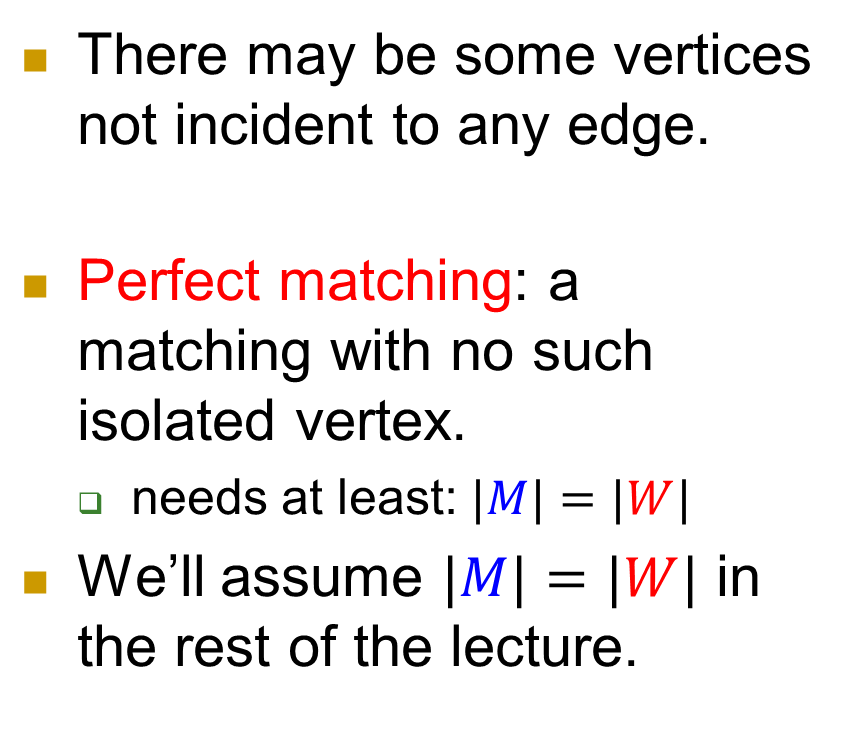 There may be some vertices
not incident to any edge.
Perfect matching: a
matching with no such
isolated vertex.
needs at least: |𝑀| = |𝑊|
We’ll assume |𝑀| = |𝑊| in
the rest of the lecture.